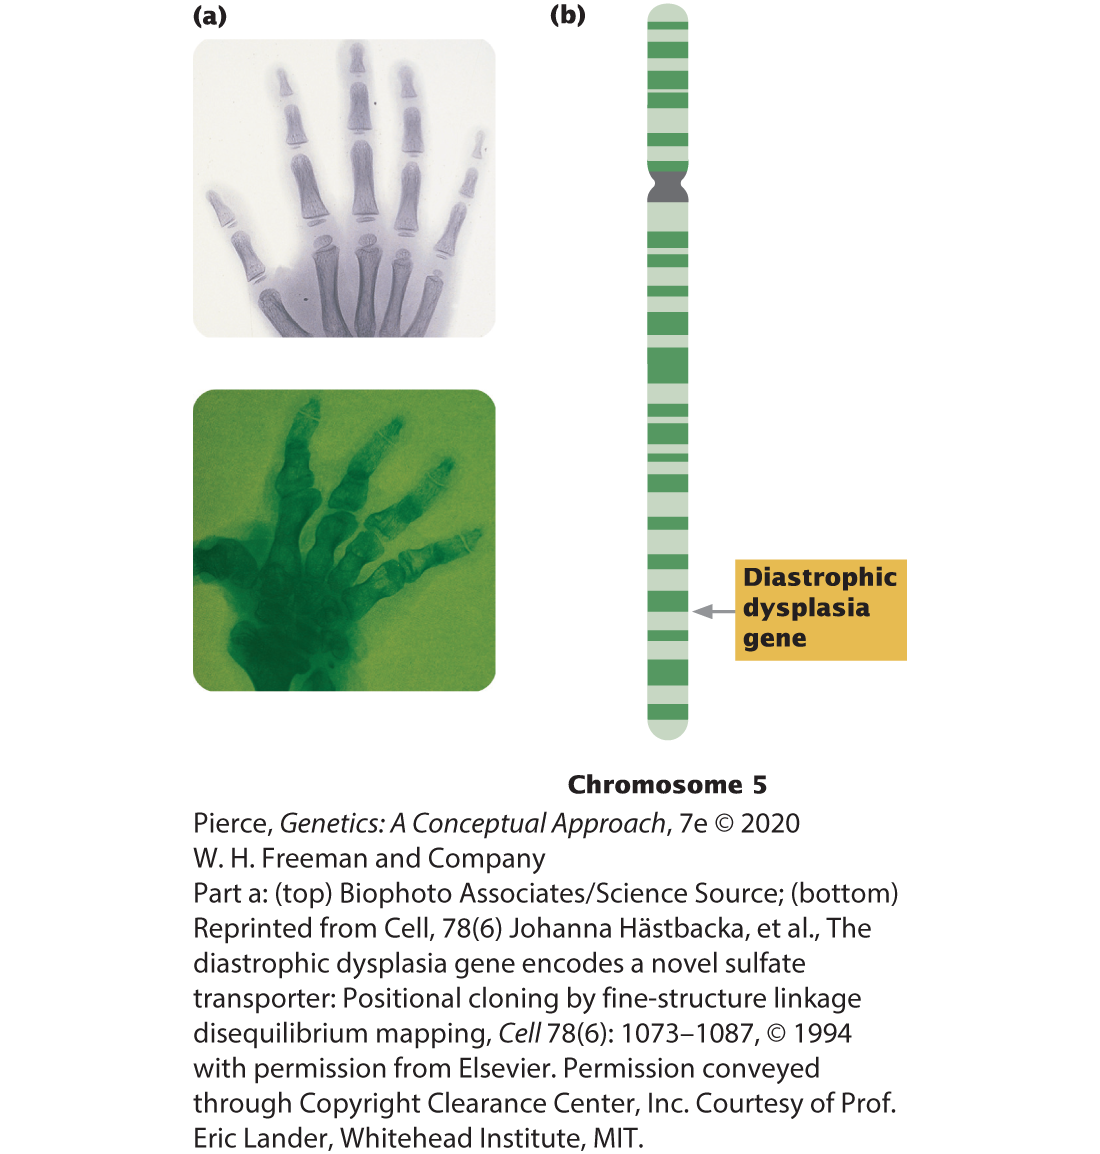 (a)
(b)
Diastrophic
dysplasia
gene
Chromosome 5
Pierce, Genetics: A Conceptual Approach, 7e © 2020
W. H. Freeman and Company
Part a: (top) Biophoto Associates/Science Source; (bottom)
Reprinted from Cell, 78(6) Johanna Hästbacka, et al., The
diastrophic dysplasia gene encodes a novel sulfate
transporter: Positional cloning by fine-structure linkage
disequilibrium mapping, Cell 78(6): 1073–1087, © 1994
with permission from Elsevier. Permission conveyed
through Copyright Clearance Center, Inc. Courtesy of Prof.
Eric Lander, Whitehead Institute, MIT.